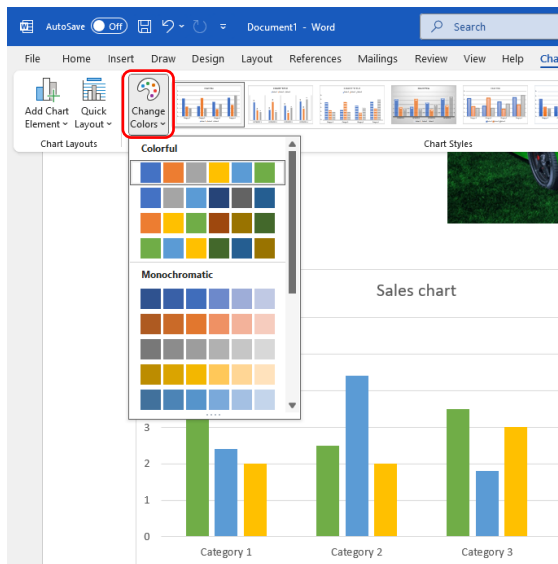 AutoSave Off Document1 - Word Search
File Home Insert Draw Design Layout References Mailings Review View Help Cha
Add Chart Element Quick Layout Change Colors
Chart Layouts Chart Styles
Colorful
Monochromatic
Sales chart
3
2
1
0
Category 1 Category 2 Category 3